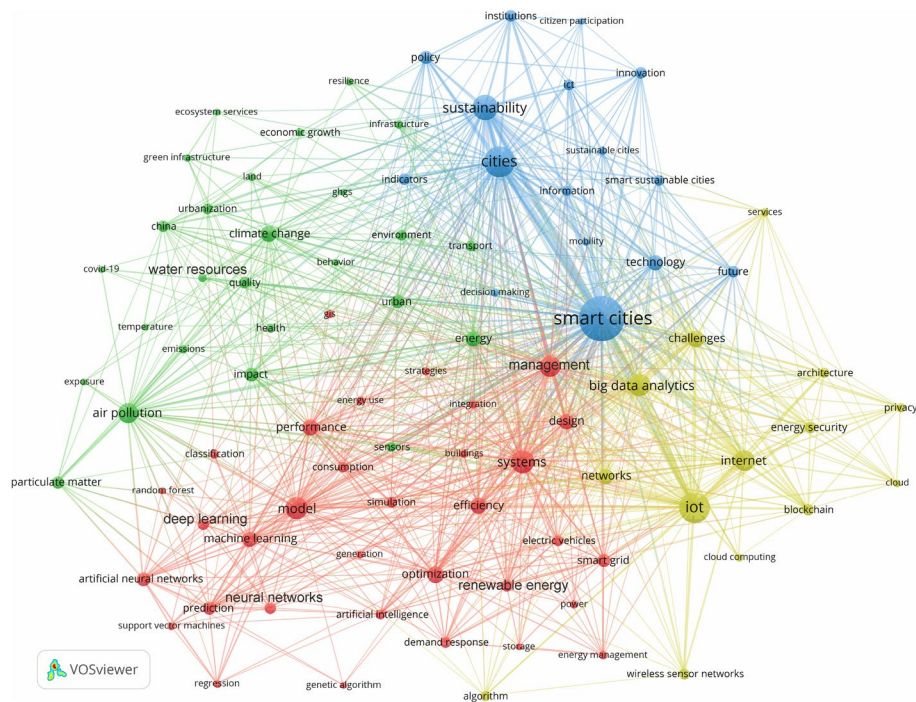 institutions
citizen participation
policy
innovation
resilience
ict
sustainability
ecosystem services
infrastructure
economic growth
sustainable cities
green infrastructure
cities
land
indicators
smart sustainable cities
ghgs
information
urbanization
services
china
climate change
environment
transport
mobility
behavior
technology
covid-19
water resources
future
quality
decision making
urban
gis
smart cities
temperature
health
energy
challenges
emissions
management
strategies
architecture
impact
exposure
big data analytics
energy use
integration
privacy
air pollution
performance
design
energy security
sensors
classification
buildings
systems
internet
consumption
networks
particulate matter
random forest
cloud
simulation
efficiency
model
iot
blockchain
deep learning
machine learning
electric vehicles
generation
smart grid
cloud computing
artificial neural networks
optimization
renewable energy
neural networks
prediction
power
artificial intelligence
support vector machines
demand response
storage
energy management
VOSviewer
wireless sensor networks
regression
genetic algorithm
algorithm